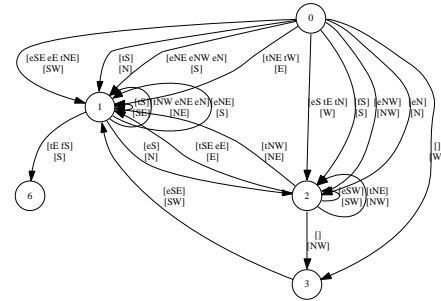 0
[eSE eE tNE]
[SW]
[tS]
[N]
[eNE eNW eN]
[S]
[tNE tW]
[E]
[eS tE tN]
[W]
[fS]
[S]
[eNW]
[NW]
[eN]
[N]
[]
1
[tS]
[SE]
[tNW eNE eN]
[NE]
[eNE]
[S]
[tE fS]
[S]
[eS]
[N]
[tSE eE]
[E]
[tNW]
[NE]
6
[eSE]
[SW]
2
[eSW]
[SW]
[tNE]
[NW]
[]
[NW]
3